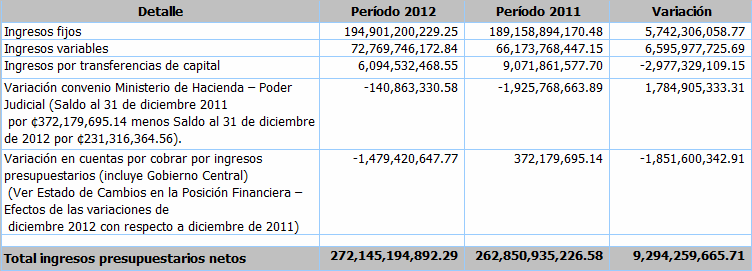 Detalle Período 2012 Período 2011 Variación
Ingresos fijos 194,901,200,229.25 189,158,894,170.48 5,742,306,058.77
Ingresos variables 72,769,746,172.84 66,173,768,447.15 6,595,977,725.69
Ingresos por transferencias de capital 6,094,532,468.55 9,071,861,577.70 -2,977,329,109.15
Variación convenio Ministerio de Hacienda – Poder -140,863,330.58 -1,925,768,663.89 1,784,905,333.31
Judicial (Saldo al 31 de diciembre 2011
por ₡372,179,695.14 menos Saldo al 31 de diciembre
de 2012 por ₡231,316,364.56).
Variación en cuentas por cobrar por ingresos -1,479,420,647.77 372,179,695.14 -1,851,600,342.91
presupuestarios (incluye Gobierno Central)
(Ver Estado de Cambios en la Posición Financiera –
Efectos de las variaciones de
diciembre 2012 con respecto a diciembre de 2011)
Total ingresos presupuestarios netos 272,145,194,892.29 262,850,935,226.58 9,294,259,665.71